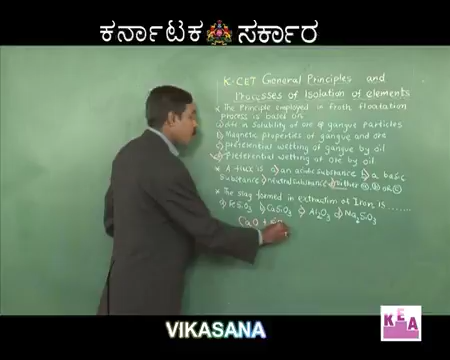 ಕರ್ನಾಟಕ ಸರ್ಕಾರ
K-CET General Principles and
Processes of Isolation of elements
* The Principle employed in froth floatation
process is based on
in Solubility of ore & gangue particles
b) Magnetic properties of gangue and ore
c) preferential wetting of gangue by oil
Preferential wetting of ore by oil
* A flux is a) an acidic substance b) a basic
substance c) neutral substance d) either a, b or c
* The slag formed in extraction of Iron is .......
a) FeSiO3 b) CaSiO3 c) Al2O3 d) Na2SiO3
CaO +
VIKASANA
KEA